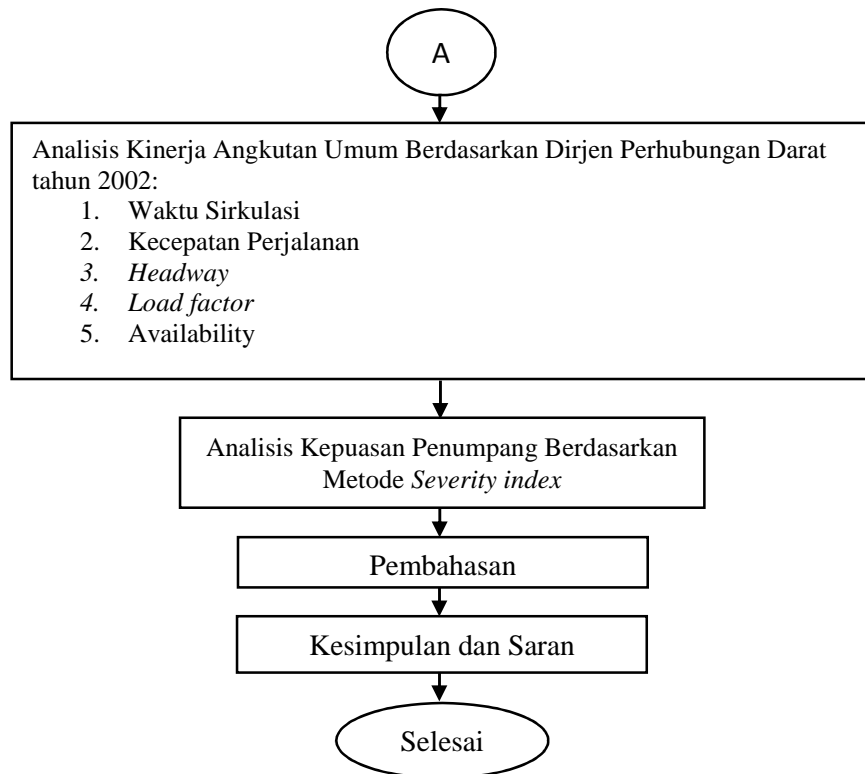 A
Analisis Kinerja Angkutan Umum Berdasarkan Dirjen Perhubungan Darat
tahun 2002:
1. Waktu Sirkulasi
2. Kecepatan Perjalanan
3. Headway
4. Load factor
5. Availability
Analisis Kepuasan Penumpang Berdasarkan
Metode Severity index
Pembahasan
Kesimpulan dan Saran
Selesai